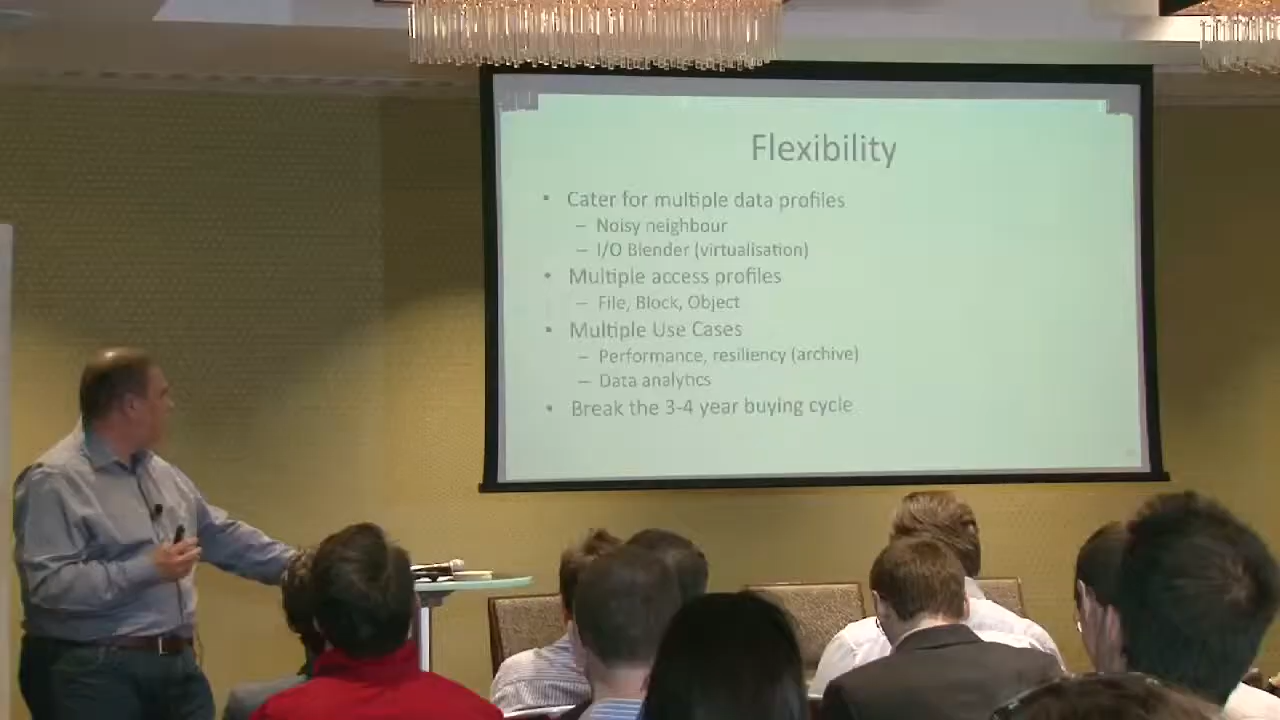 Flexibility
• Cater for multiple data profiles
– Noisy neighbour
– I/O Blender (virtualisation)
• Multiple access profiles
– File, Block, Object
• Multiple Use Cases
– Performance, resiliency (archive)
– Data analytics
• Break the 3-4 year buying cycle